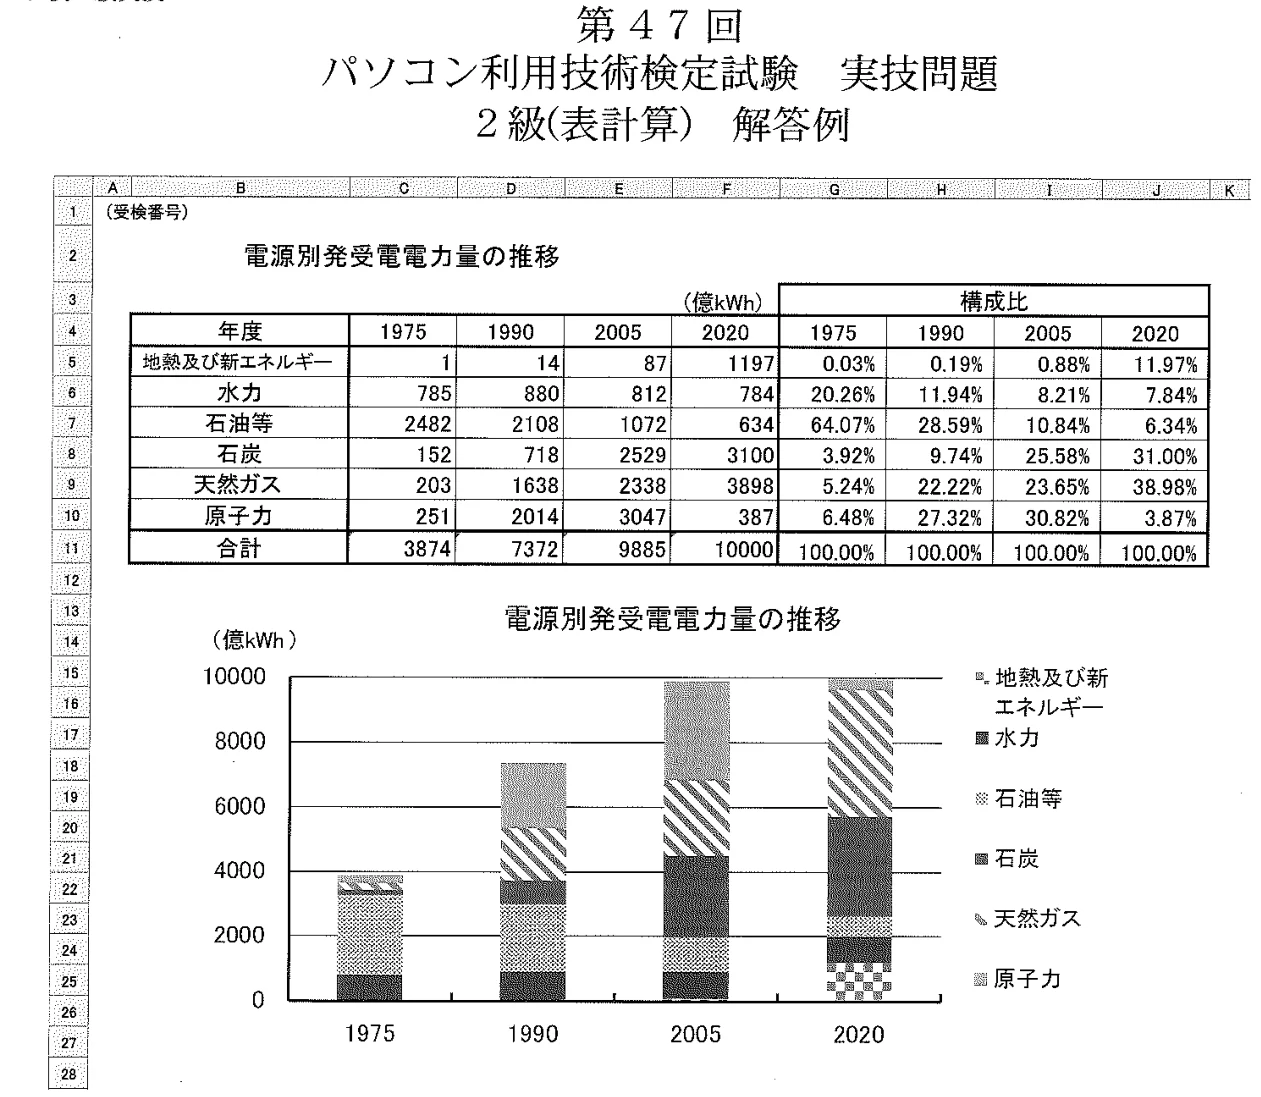 第４７回
パソコン利用技術検定試験　実技問題
２級(表計算)　解答例
A B C D E F G H I J K
1 （受検番号）
2 電源別発受電電力量の推移
3 （億kWh） 構成比
4 年度 1975 1990 2005 2020 1975 1990 2005 2020
5 地熱及び新エネルギー 1 14 87 1197 0.03% 0.19% 0.88% 11.97%
6 水力 785 880 812 784 20.26% 11.94% 8.21% 7.84%
7 石油等 2482 2108 1072 634 64.07% 28.59% 10.84% 6.34%
8 石炭 152 718 2529 3100 3.92% 9.74% 25.58% 31.00%
9 天然ガス 203 1638 2338 3898 5.24% 22.22% 23.65% 38.98%
10 原子力 251 2014 3047 387 6.48% 27.32% 30.82% 3.87%
11 合計 3874 7372 9885 10000 100.00% 100.00% 100.00% 100.00%
12
13 電源別発受電電力量の推移
14 （億kWh）
15 10000 地熱及び新
16 エネルギー
17 8000 水力
18
19 6000 石油等
20
21 4000 石炭
22
23 2000 天然ガス
24
25 0 原子力
26
27 1975 1990 2005 2020
28